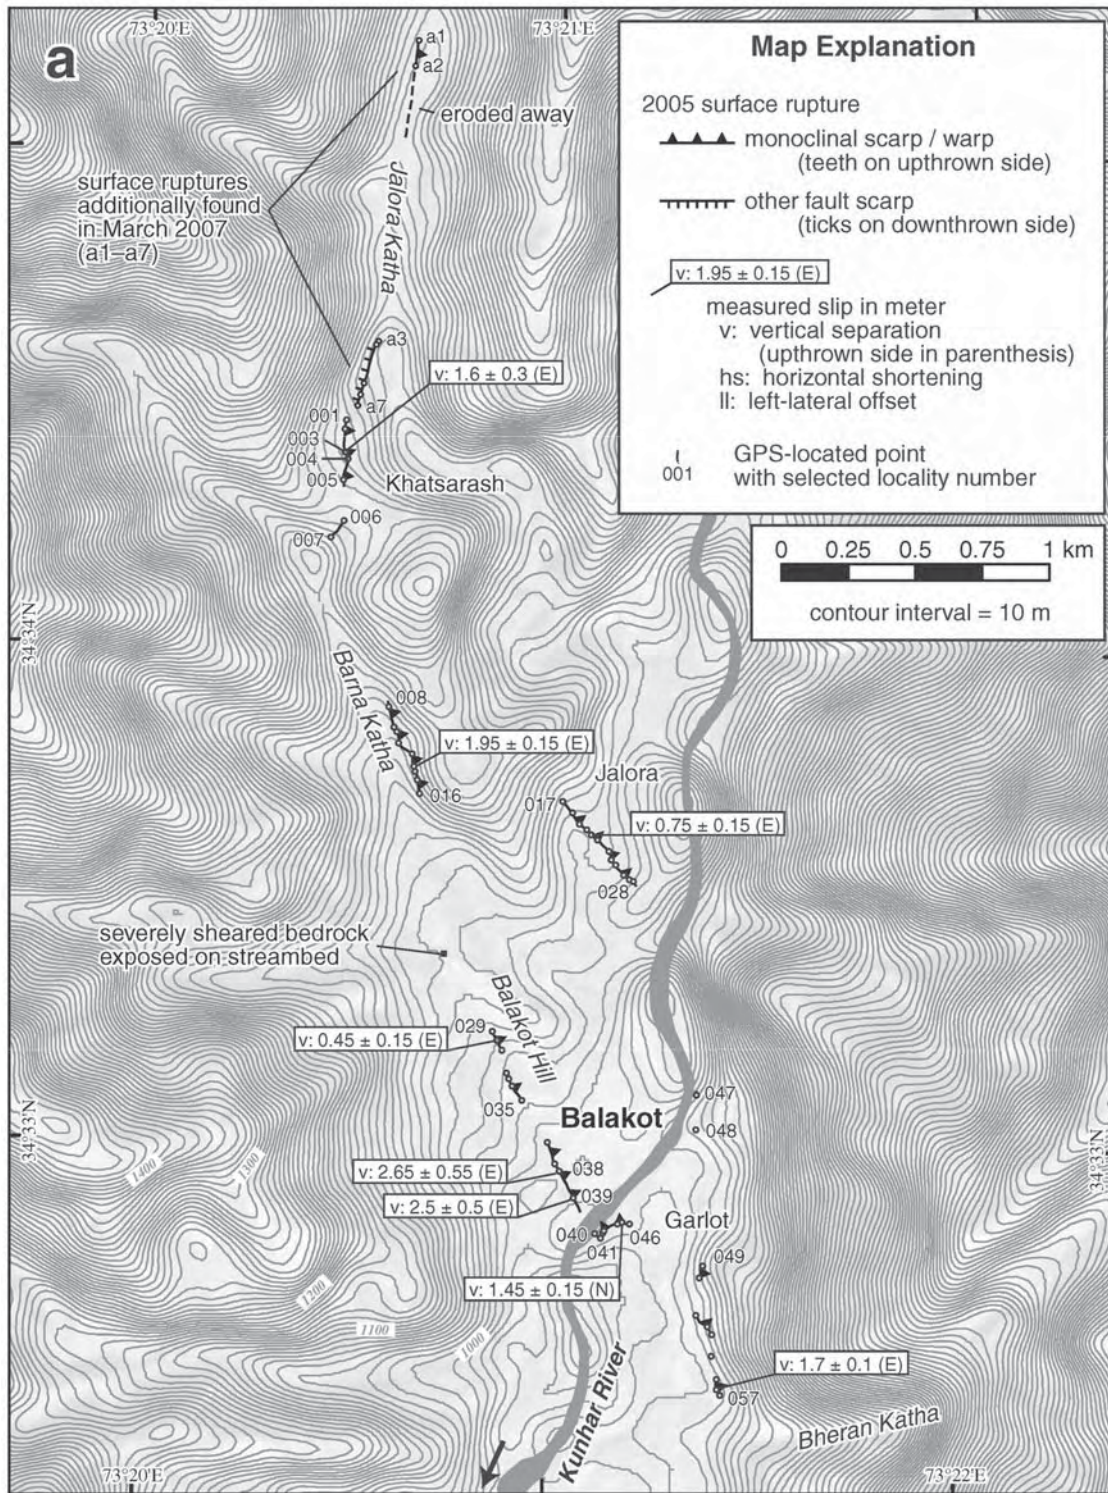 73°20'E
73°21'E
a
a1
a2
eroded away
Map Explanation
2005 surface rupture
monoclinal scarp / warp
(teeth on upthrown side)
other fault scarp
(ticks on downthrown side)
v: 1.95 ± 0.15 (E)
measured slip in meter
v: vertical separation
(upthrown side in parenthesis)
hs: horizontal shortening
ll: left-lateral offset
001
GPS-located point
with selected locality number
0 0.25 0.5 0.75 1 km
contour interval = 10 m
surface ruptures
additionally found
in March 2007
(a1–a7)
Jalora Katha
a3
v: 1.6 ± 0.3 (E)
a7
001
003
004
005
Khatsarash
006
007
34°34'N
Barna Katha
008
v: 1.95 ± 0.15 (E)
016
Jalora
017
v: 0.75 ± 0.15 (E)
028
severely sheared bedrock
exposed on streambed
Balakot Hill
029
v: 0.45 ± 0.15 (E)
035
Balakot
047
048
34°33'N
34°33'N
1400
1300
v: 2.65 ± 0.55 (E)
038
v: 2.5 ± 0.5 (E)
039
040
041
046
Garlot
049
v: 1.45 ± 0.15 (N)
1200
1100
1000
v: 1.7 ± 0.1 (E)
057
Kunhar River
Bheran Katha
73°20'E
73°22'E